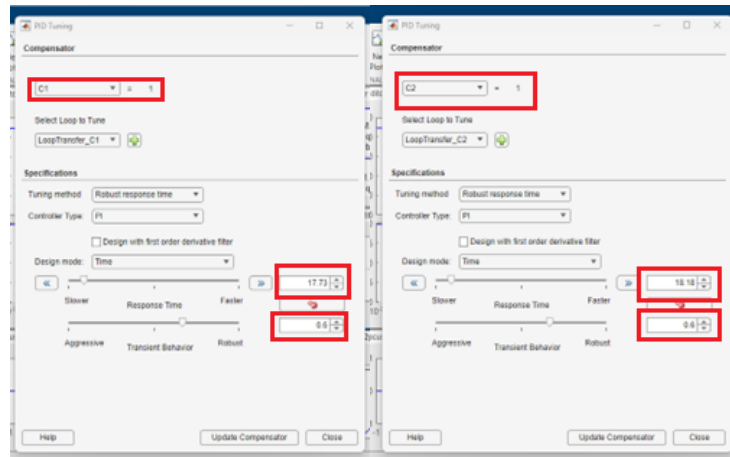 PID Tuning
Compensator
C1 = 1
Select Loop to Tune
LoopTransfer_C1
Specifications
Tuning method Robust response time
Controller Type: PI
Design with first order derivative filter
Design mode: Time
17.73
Slower Response Time Faster
0.6
Aggressive Transient Behavior Robust
Help Update Compensator Close
PID Tuning
Compensator
C2 = 1
Select Loop to Tune
LoopTransfer_C2
Specifications
Tuning method Robust response time
Controller Type: PI
Design with first order derivative filter
Design mode: Time
18.18
Slower Response Time Faster
0.6
Aggressive Transient Behavior Robust
Help Update Compensator Close